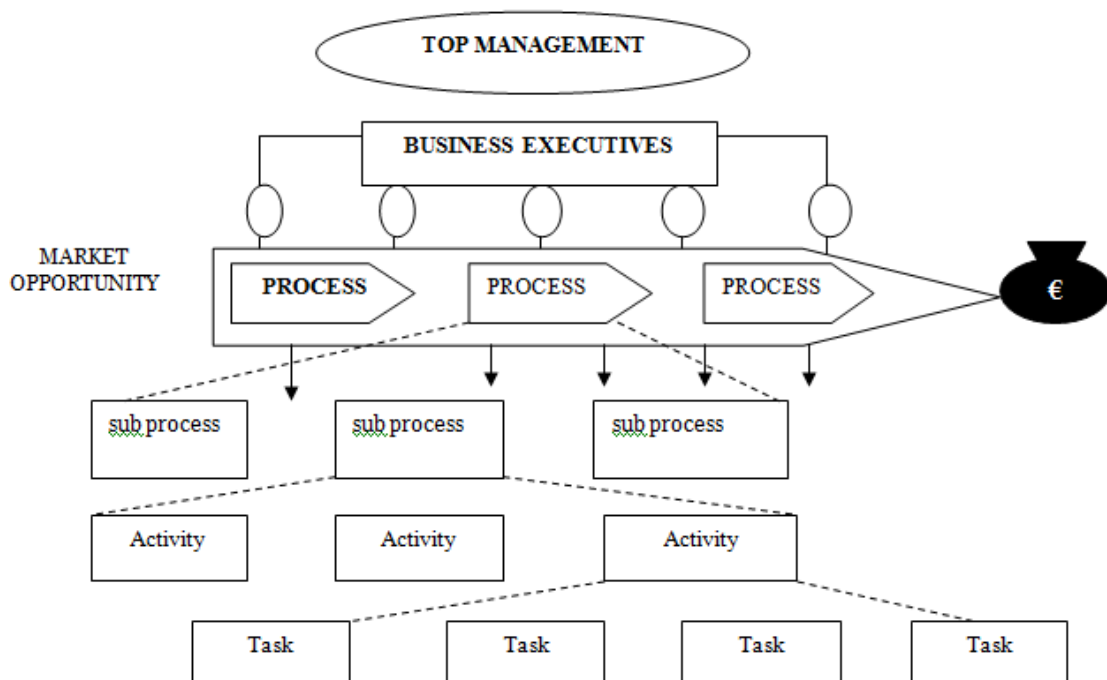 TOP MANAGEMENT
BUSINESS EXECUTIVES
MARKET
OPPORTUNITY
PROCESS
PROCESS
PROCESS
€
sub process
sub process
sub process
Activity
Activity
Activity
Task
Task
Task
Task